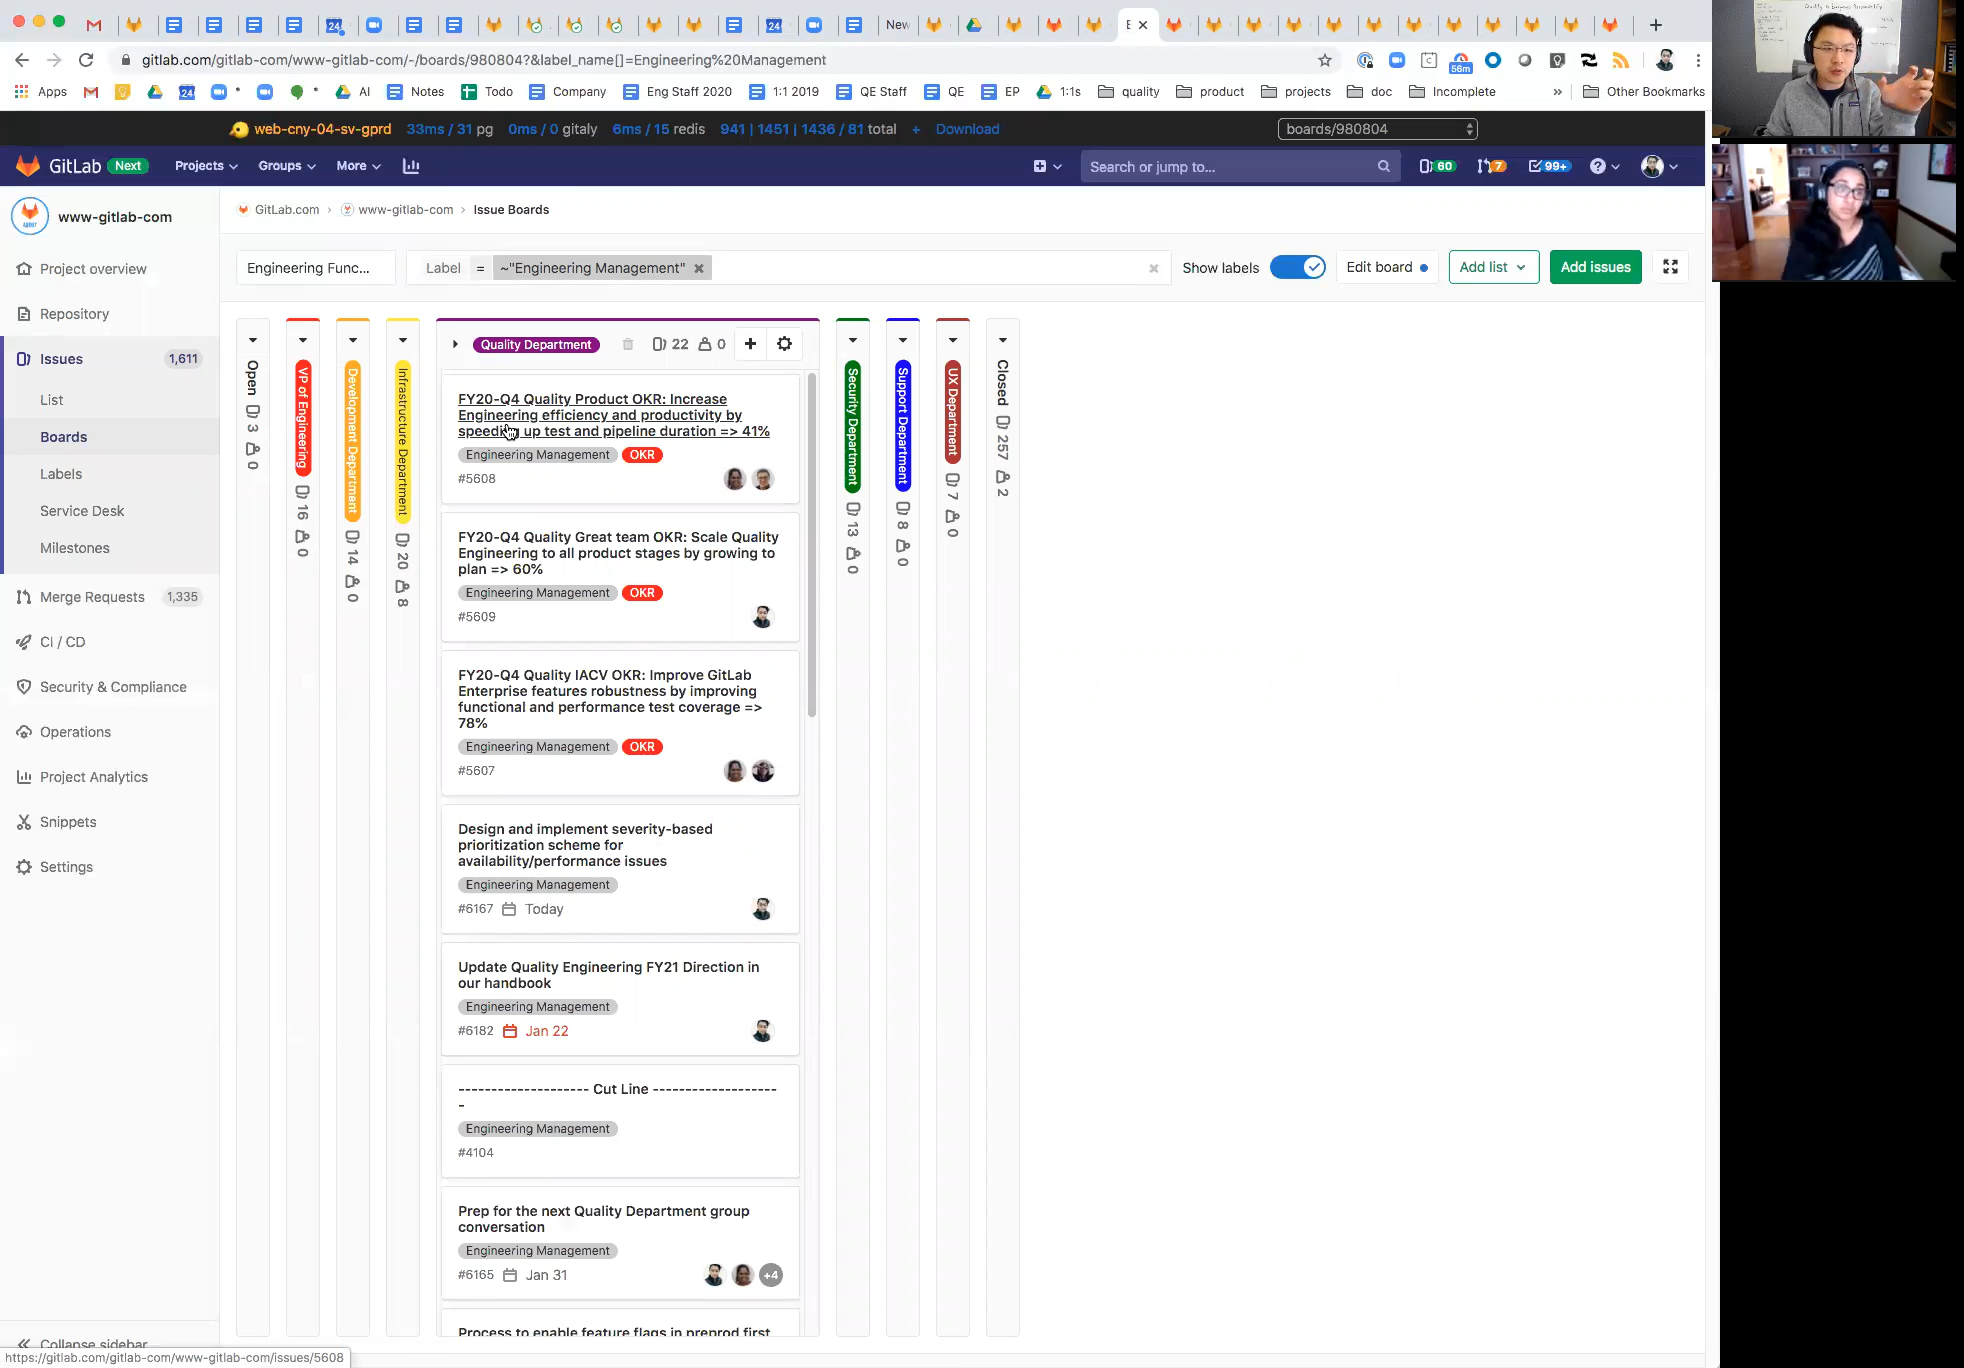 24
24
New
E
gitlab.com/gitlab-com/www-gitlab-com/-/boards/980804?&label_name[]=Engineering%20Management
56m
Apps
24
*
*
AI
Notes
Todo
Company
Eng Staff 2020
1:1 2019
QE Staff
QE
EP
1:1s
quality
product
projects
doc
Incomplete
»
Other Bookmarks
web-cny-04-sv-gprd 33ms / 31 pg 0ms / 0 gitaly 6ms / 15 redis 941 | 1451 | 1436 / 81 total + Download boards/980804
GitLab Next Projects Groups More Search or jump to... 60 7 99+
www-gitlab-com
Project overview
Repository
Issues 1,611
List
Boards
Labels
Service Desk
Milestones
Merge Requests 1,335
CI / CD
Security & Compliance
Operations
Project Analytics
Snippets
Settings
Collapse sidebar
https://gitlab.com/gitlab-com/www-gitlab-com/issues/5608
GitLab.com › www-gitlab-com › Issue Boards
Engineering Func... Label = ~"Engineering Management" Show labels Edit board Add list Add issues
Open 3 0
VP of Engineering 16 0
Development Department 14 0
Infrastructure Department 20 8
Quality Department 22 0
FY20-Q4 Quality Product OKR: Increase
Engineering efficiency and productivity by
speeding up test and pipeline duration => 41%
Engineering Management OKR
#5608
FY20-Q4 Quality Great team OKR: Scale Quality
Engineering to all product stages by growing to
plan => 60%
Engineering Management OKR
#5609
FY20-Q4 Quality IACV OKR: Improve GitLab
Enterprise features robustness by improving
functional and performance test coverage =>
78%
Engineering Management OKR
#5607
Design and implement severity-based
prioritization scheme for
availability/performance issues
Engineering Management
#6167 Today
Update Quality Engineering FY21 Direction in
our handbook
Engineering Management
#6182 Jan 22
-------------------- Cut Line -------------------
-
Engineering Management
#4104
Prep for the next Quality Department group
conversation
Engineering Management
#6165 Jan 31 +4
Process to enable feature flags in preprod first
Security Department 13 0
Support Department 8 0
UX Department 7 0
Closed 257 2